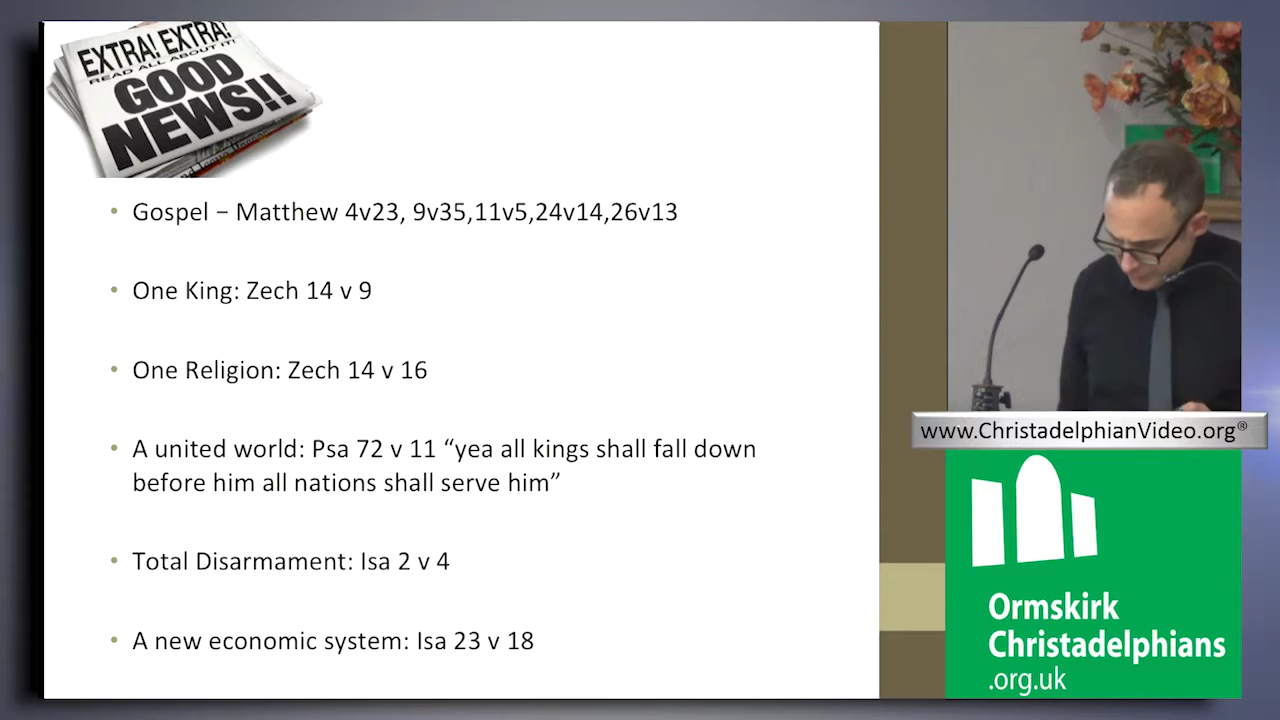 EXTRA! EXTRA!
READ ALL ABOUT IT!
GOOD
NEWS!!
• Gospel – Matthew 4v23, 9v35,11v5,24v14,26v13
• One King: Zech 14 v 9
• One Religion: Zech 14 v 16
• A united world: Psa 72 v 11 “yea all kings shall fall down
before him all nations shall serve him”
• Total Disarmament: Isa 2 v 4
• A new economic system: Isa 23 v 18
www.ChristadelphianVideo.org®
Ormskirk
Christadelphians
.org.uk